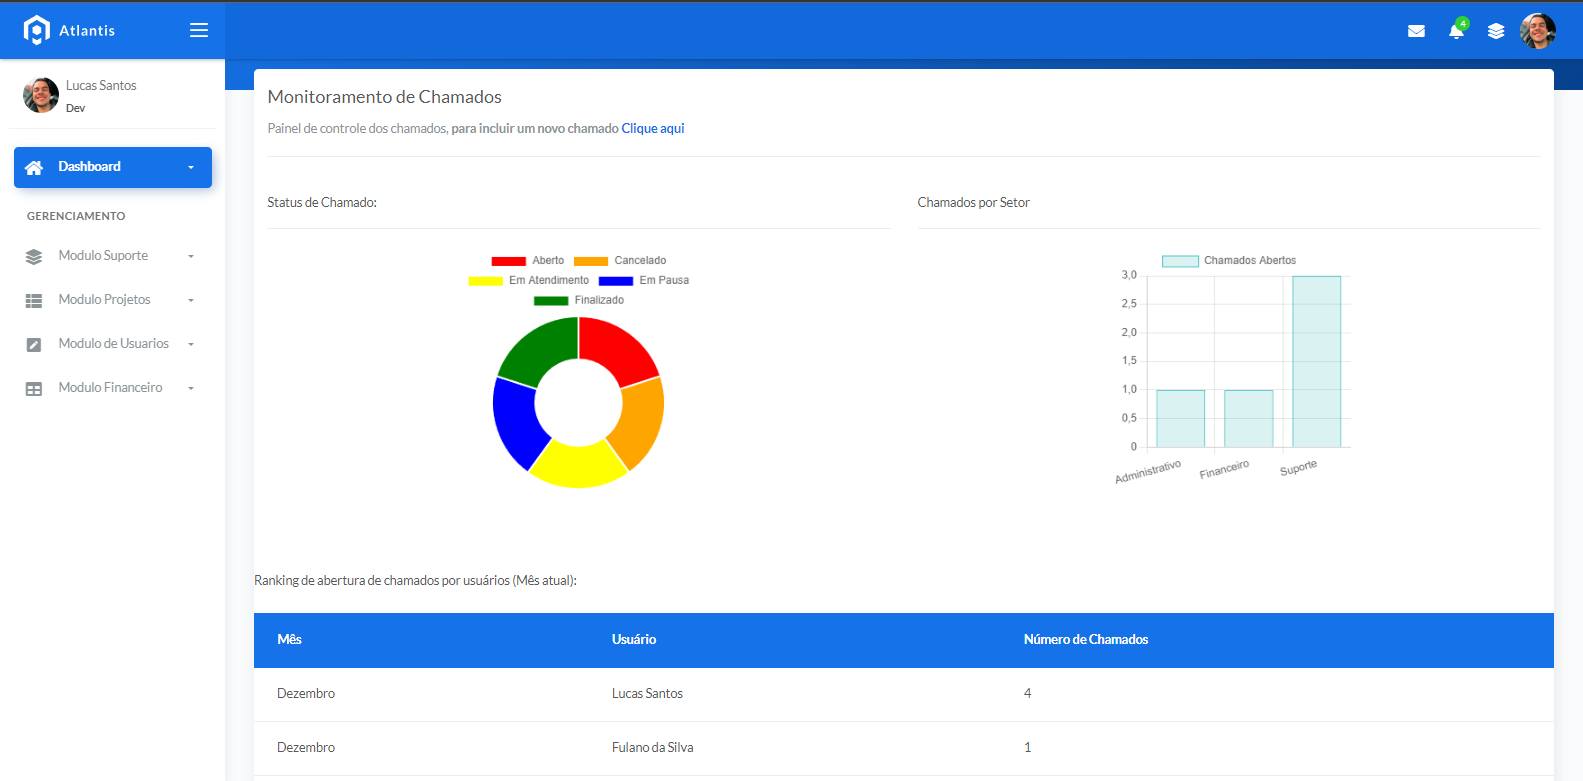 Atlantis
4
Lucas Santos
Dev
Dashboard
GERENCIAMENTO
Modulo Suporte
Modulo Projetos
Modulo de Usuarios
Modulo Financeiro
Monitoramento de Chamados
Painel de controle dos chamados, para incluir um novo chamado Clique aqui
Status de Chamado:
Aberto Cancelado
Em Atendimento Em Pausa
Finalizado
Chamados por Setor
Chamados Abertos
3,0
2,5
2,0
1,5
1,0
0,5
0
Administrativo Financeiro Suporte
Ranking de abertura de chamados por usuários (Mês atual):
Mês Usuário Número de Chamados
Dezembro Lucas Santos 4
Dezembro Fulano da Silva 1